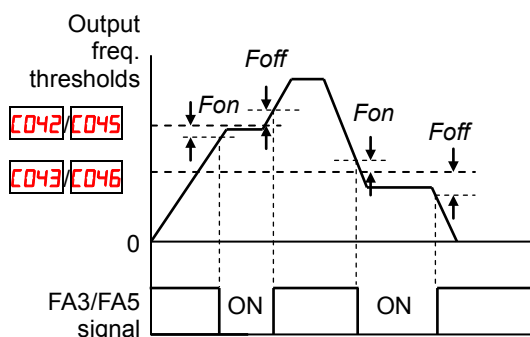 Output
freq.
thresholds
Foff
Fon
C042/C045
Fon
Foff
C043/C046
0
FA3/FA5
signal
ON
ON